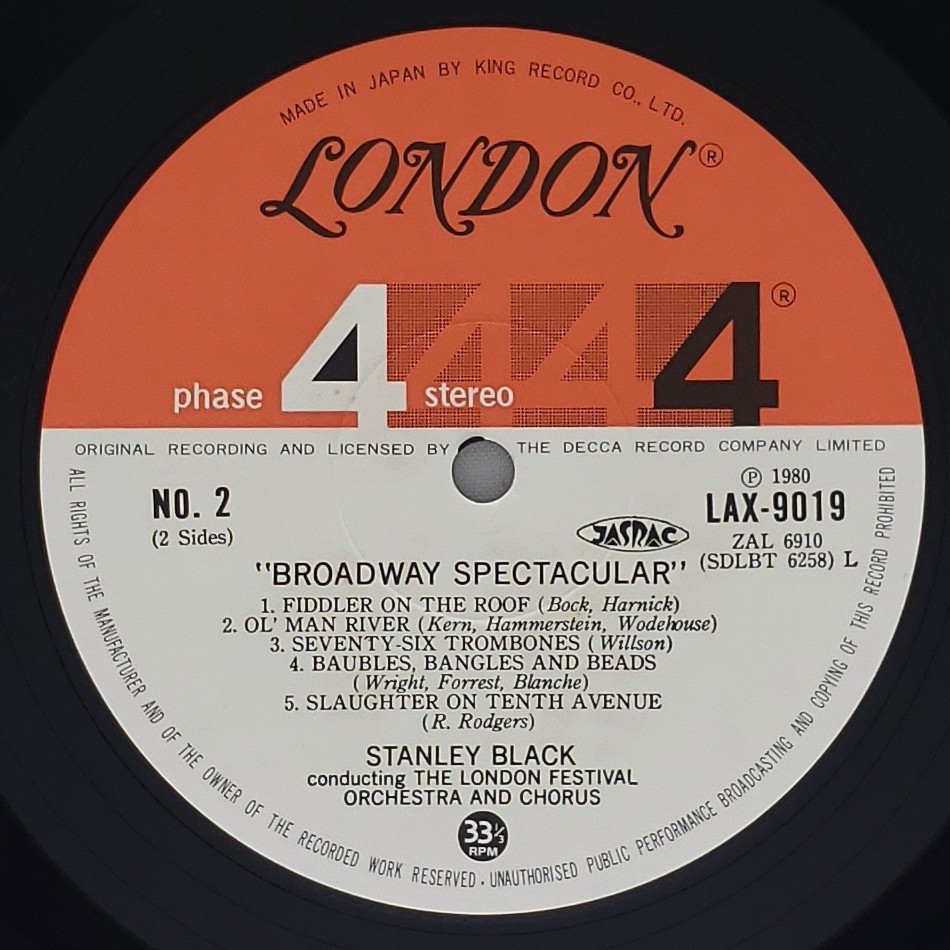 MADE IN JAPAN BY KING RECORD CO., LTD.
LONDON®
phase 4 stereo 4 4 4®
ORIGINAL RECORDING AND LICENSED BY THE DECCA RECORD COMPANY LIMITED
NO. 2
(2 Sides)
JASRAC
℗ 1980
LAX-9019
ZAL 6910
(SDLBT 6258) L
"BROADWAY SPECTACULAR"
1. FIDDLER ON THE ROOF (Bock, Harnick)
2. OL' MAN RIVER (Kern, Hammerstein, Wodehouse)
3. SEVENTY-SIX TROMBONES (Willson)
4. BAUBLES, BANGLES AND BEADS
(Wright, Forrest, Blanche)
5. SLAUGHTER ON TENTH AVENUE
(R. Rodgers)
STANLEY BLACK
conducting THE LONDON FESTIVAL
ORCHESTRA AND CHORUS
33⅓
RPM
ALL RIGHTS OF THE MANUFACTURER AND OF THE OWNER OF THE RECORDED WORK RESERVED. UNAUTHORISED PUBLIC PERFORMANCE BROADCASTING AND COPYING OF THIS RECORD PROHIBITED